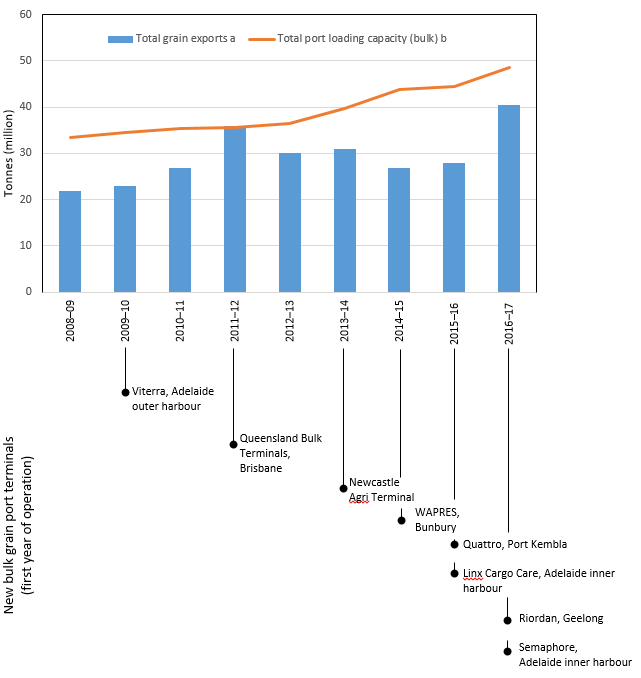 60
50
40
30
20
10
0
Tonnes (million)
Total grain exports a
Total port loading capacity (bulk) b
2008–09
2009–10
2010–11
2011–12
2012–13
2013–14
2014–15
2015–16
2016–17
New bulk grain port terminals
(first year of operation)
Viterra, Adelaide
outer harbour
Queensland Bulk
Terminals,
Brisbane
Newcastle
Agri Terminal
WAPRES,
Bunbury
Quattro, Port Kembla
Linx Cargo Care, Adelaide inner
harbour
Riordan, Geelong
Semaphore,
Adelaide inner harbour